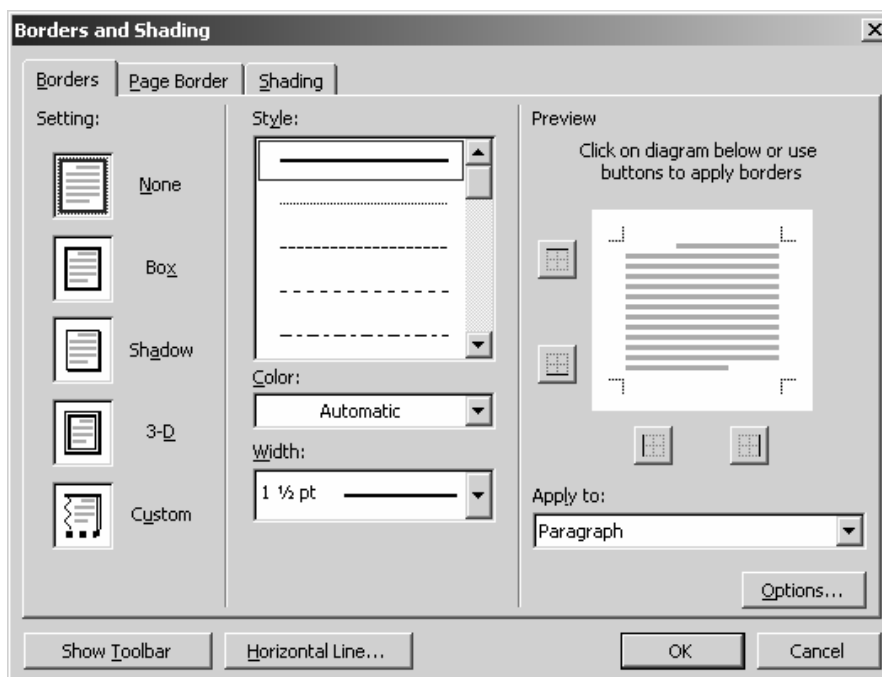 Borders and Shading
Borders
Page Border
Shading
Setting:
None
Box
Shadow
3-D
Custom
Style:
Color:
Automatic
Width:
1 ½ pt
Preview
Click on diagram below or use
buttons to apply borders
Apply to:
Paragraph
Options...
Show Toolbar
Horizontal Line...
OK
Cancel